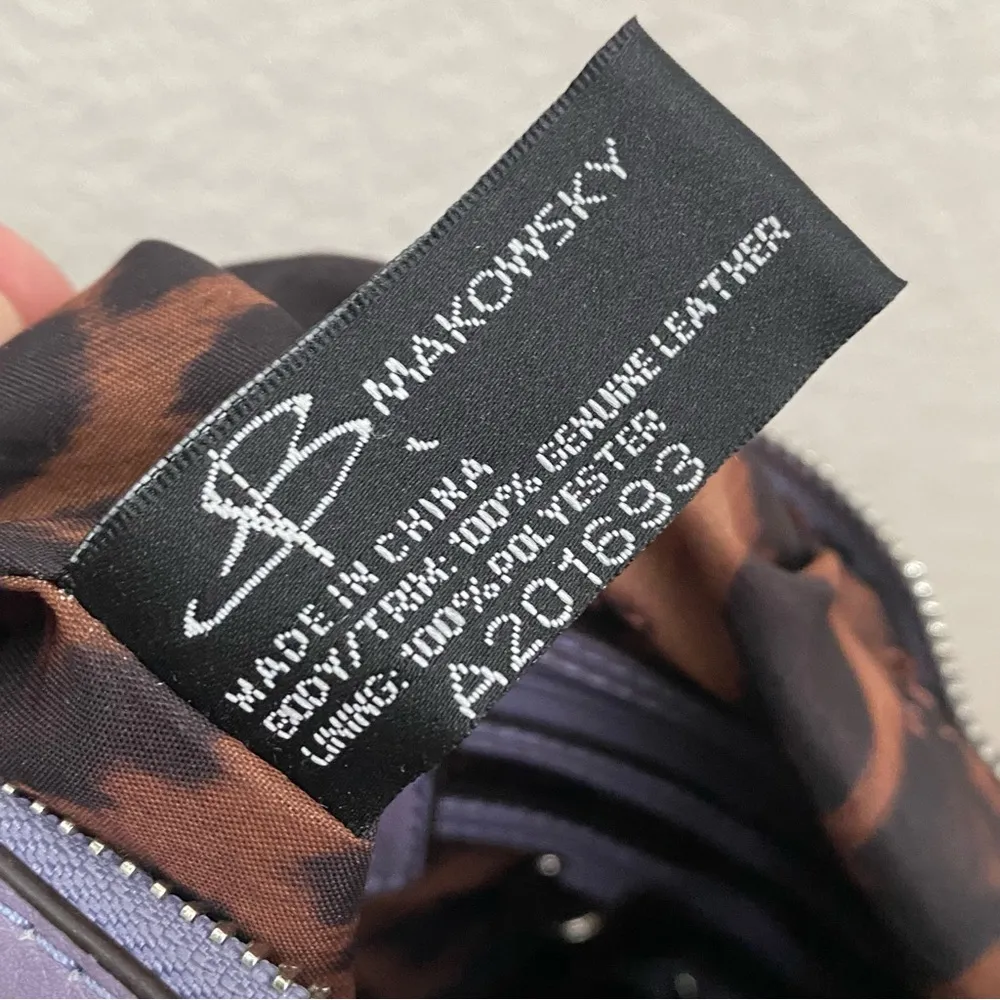 B. MAKOWSKY
MADE IN CHINA
BODY/TRIM: 100% GENUINE LEATHER
LINING: 100% POLYESTER
A201693